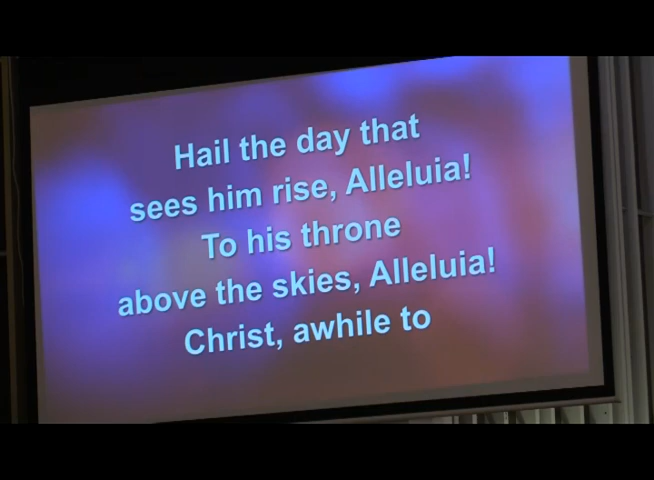 Hail the day that
sees him rise, Alleluia!
To his throne
above the skies, Alleluia!
Christ, awhile to